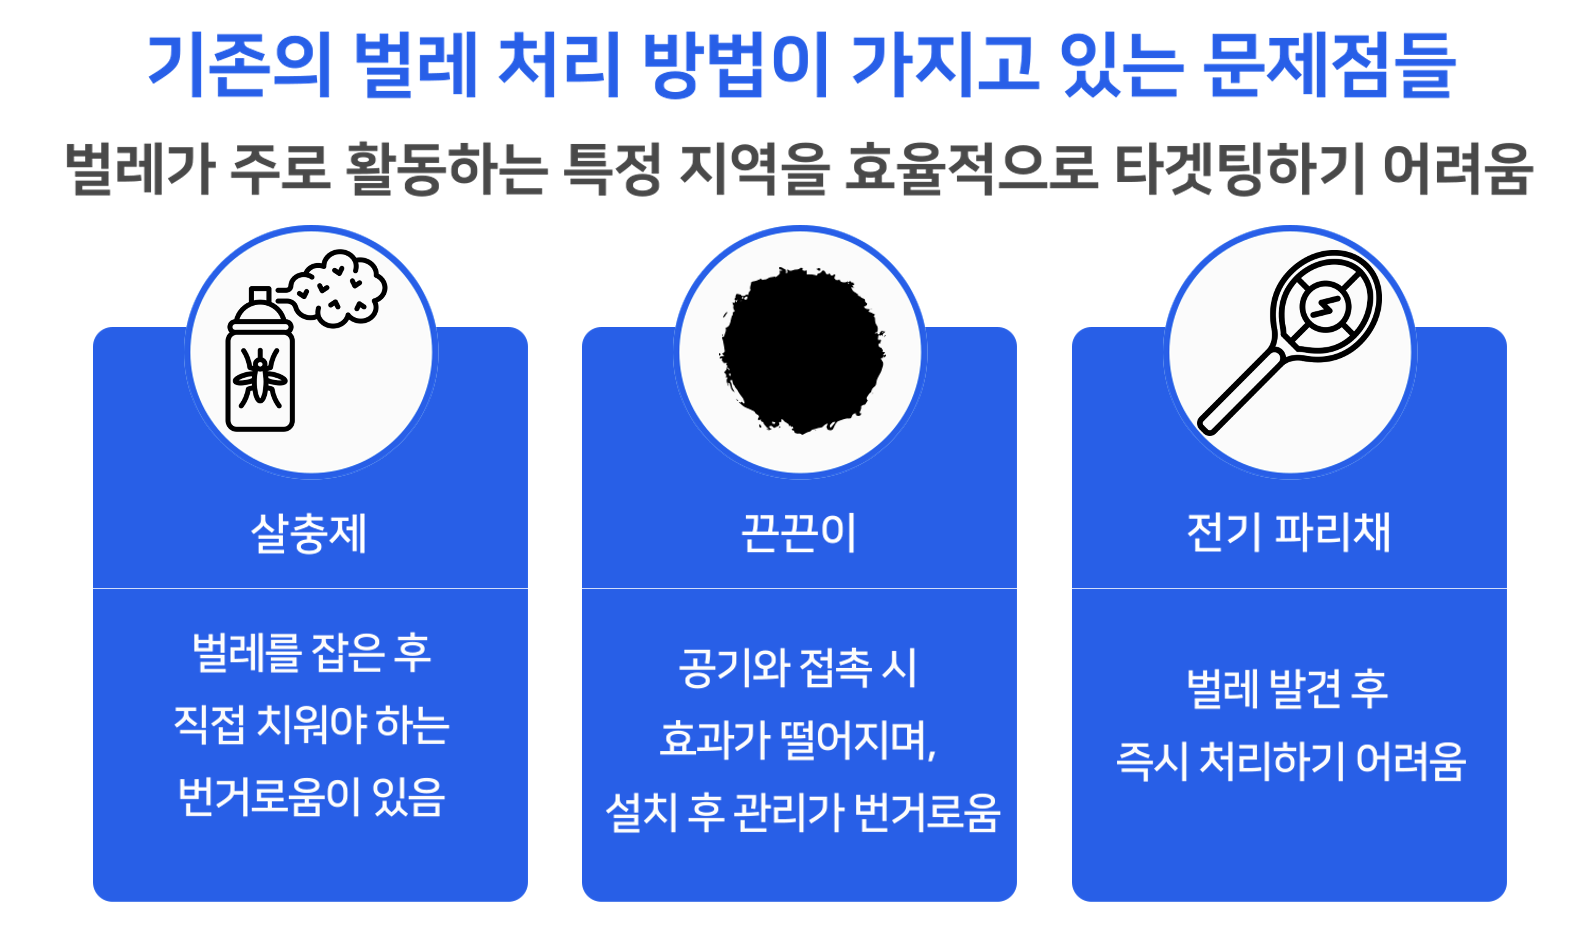 기존의 벌레 처리 방법이 가지고 있는 문제점들
벌레가 주로 활동하는 특정 지역을 효율적으로 타겟팅하기 어려움
살충제
벌레를 잡은 후
직접 치워야 하는
번거로움이 있음
끈끈이
공기와 접촉 시
효과가 떨어지며,
설치 후 관리가 번거로움
전기 파리채
벌레 발견 후
즉시 처리하기 어려움